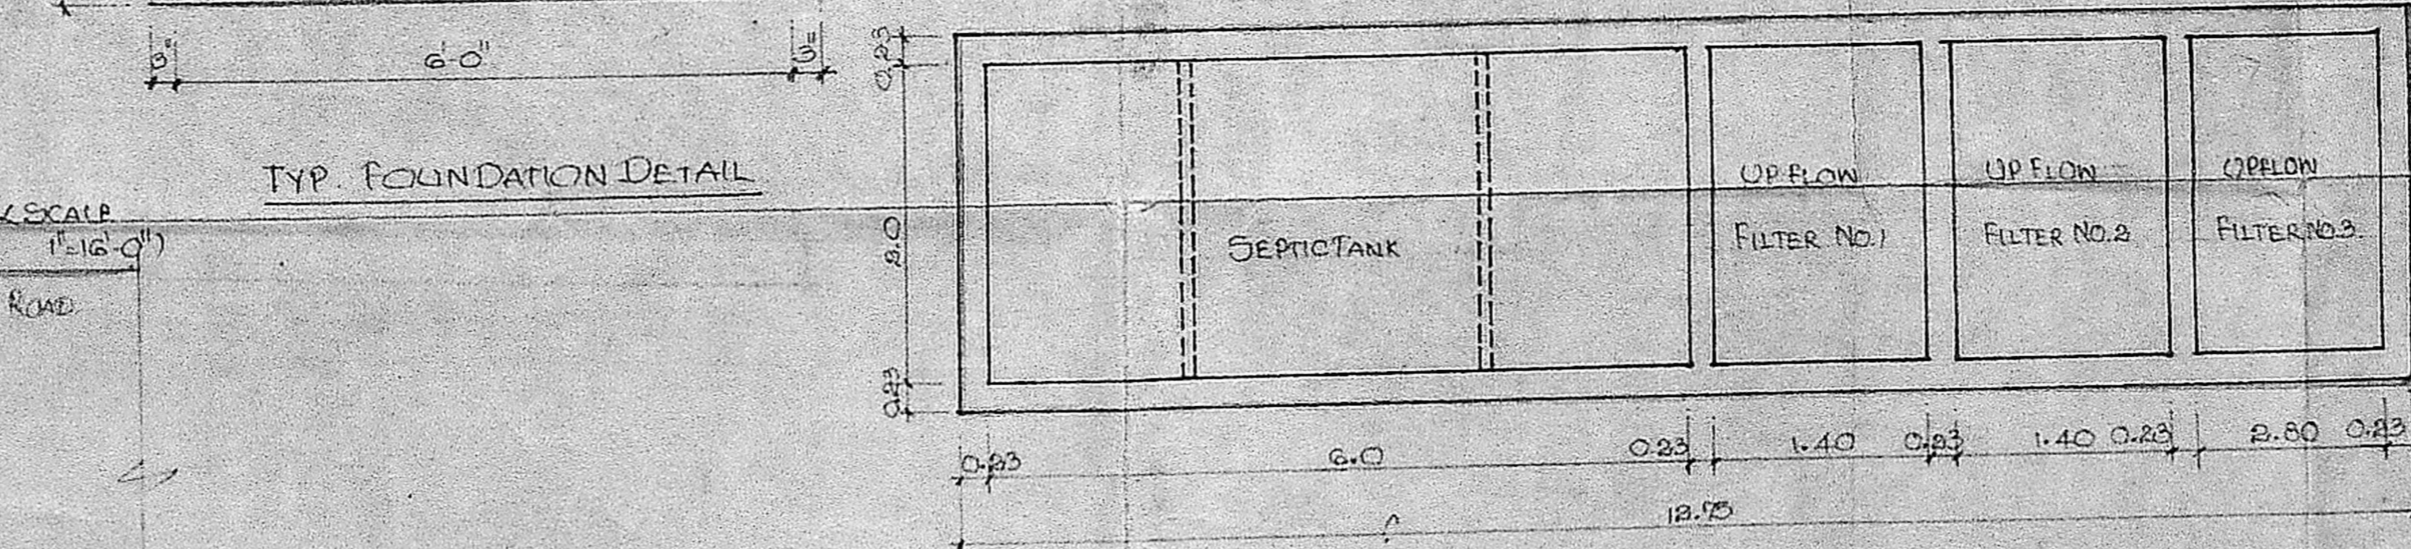 3"
6'-0"
3"
TYP. FOUNDATION DETAIL
SCALE
1"=16'-0")
ROAD
0.23
2.0
0.23
SEPTIC TANK
UP FLOW
FILTER NO.1
UP FLOW
FILTER NO.2
UPFLOW
FILTER NO.3.
0.23
6.0
0.23
1.40
0.23
1.40
0.23
2.80
0.23